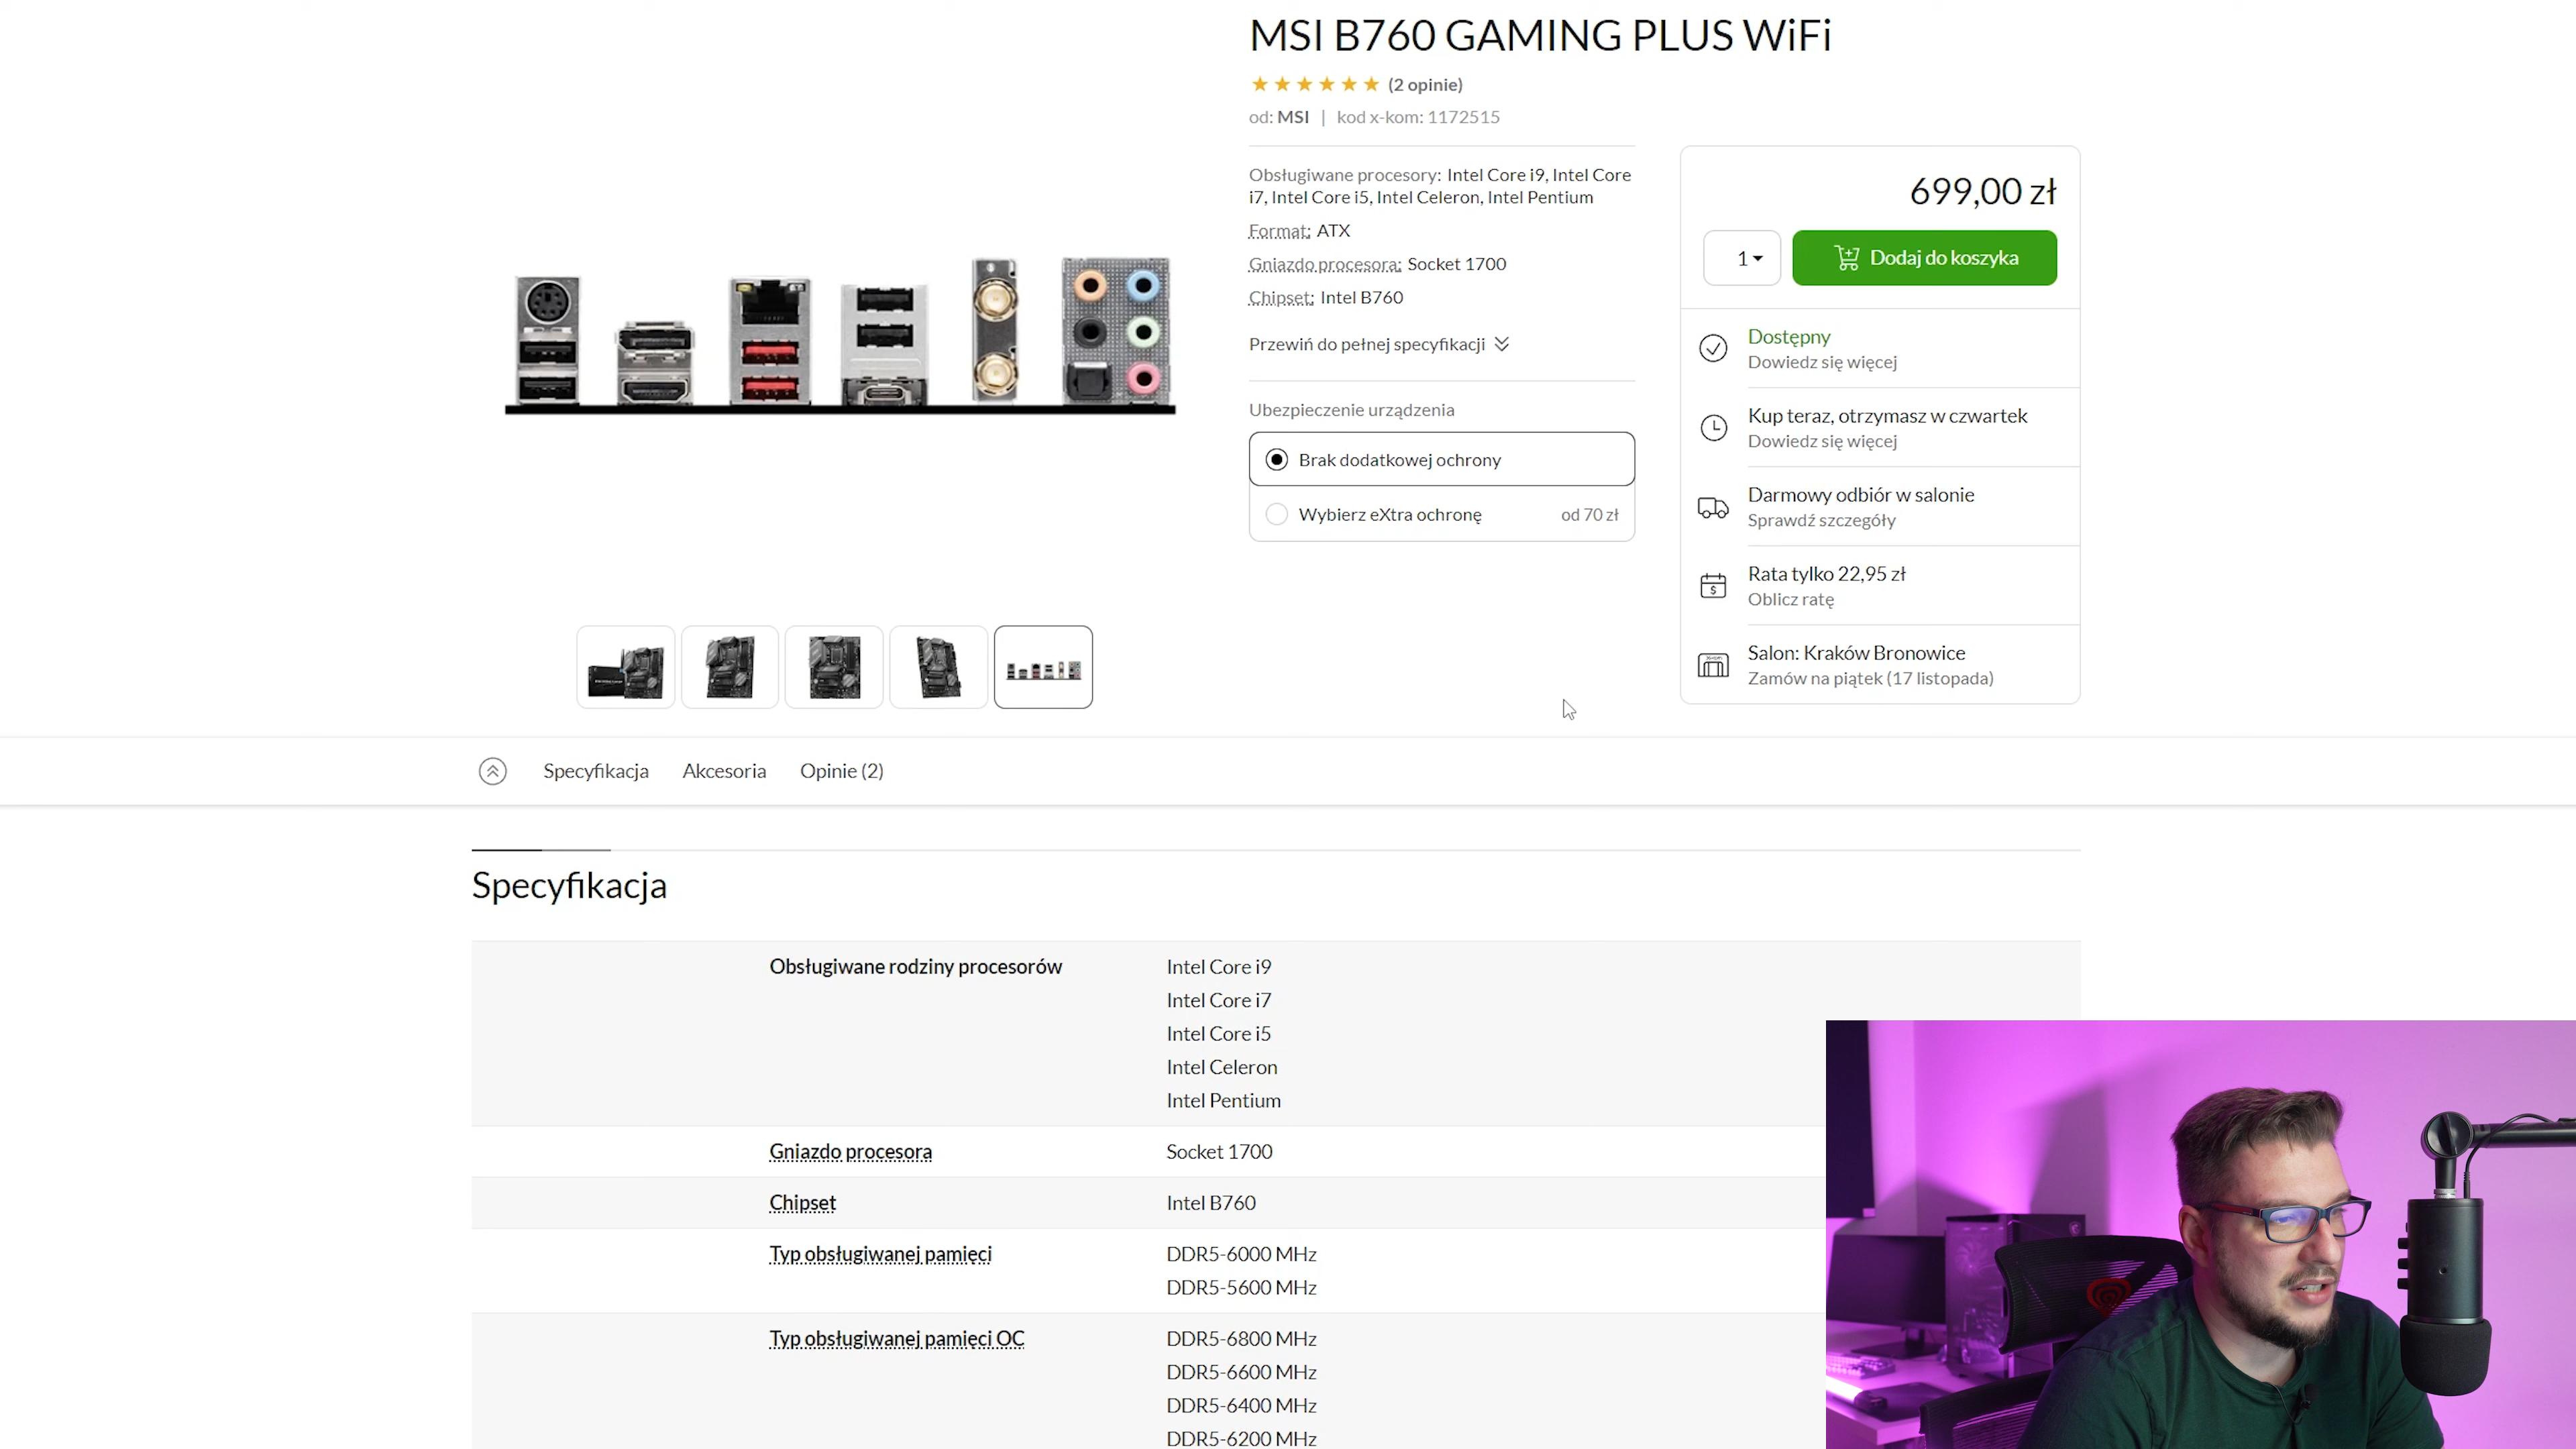 MSI B760 GAMING PLUS WiFi
(2 opinie)
od: MSI | kod x-kom: 1172515
Obsługiwane procesory: Intel Core i9, Intel Core
i7, Intel Core i5, Intel Celeron, Intel Pentium
Format: ATX
Gniazdo procesora: Socket 1700
Chipset: Intel B760
Przewiń do pełnej specyfikacji
Ubezpieczenie urządzenia
Brak dodatkowej ochrony
Wybierz eXtra ochronę od 70 zł
699,00 zł
1 Dodaj do koszyka
Dostępny
Dowiedz się więcej
Kup teraz, otrzymasz w czwartek
Dowiedz się więcej
Darmowy odbiór w salonie
Sprawdź szczegóły
Rata tylko 22,95 zł
Oblicz ratę
Salon: Kraków Bronowice
Zamów na piątek (17 listopada)
Specyfikacja Akcesoria Opinie (2)
Specyfikacja
Obsługiwane rodziny procesorów Intel Core i9
Intel Core i7
Intel Core i5
Intel Celeron
Intel Pentium
Gniazdo procesora Socket 1700
Chipset Intel B760
Typ obsługiwanej pamięci DDR5-6000 MHz
DDR5-5600 MHz
Typ obsługiwanej pamięci OC DDR5-6800 MHz
DDR5-6600 MHz
DDR5-6400 MHz
DDR5-6200 MHz